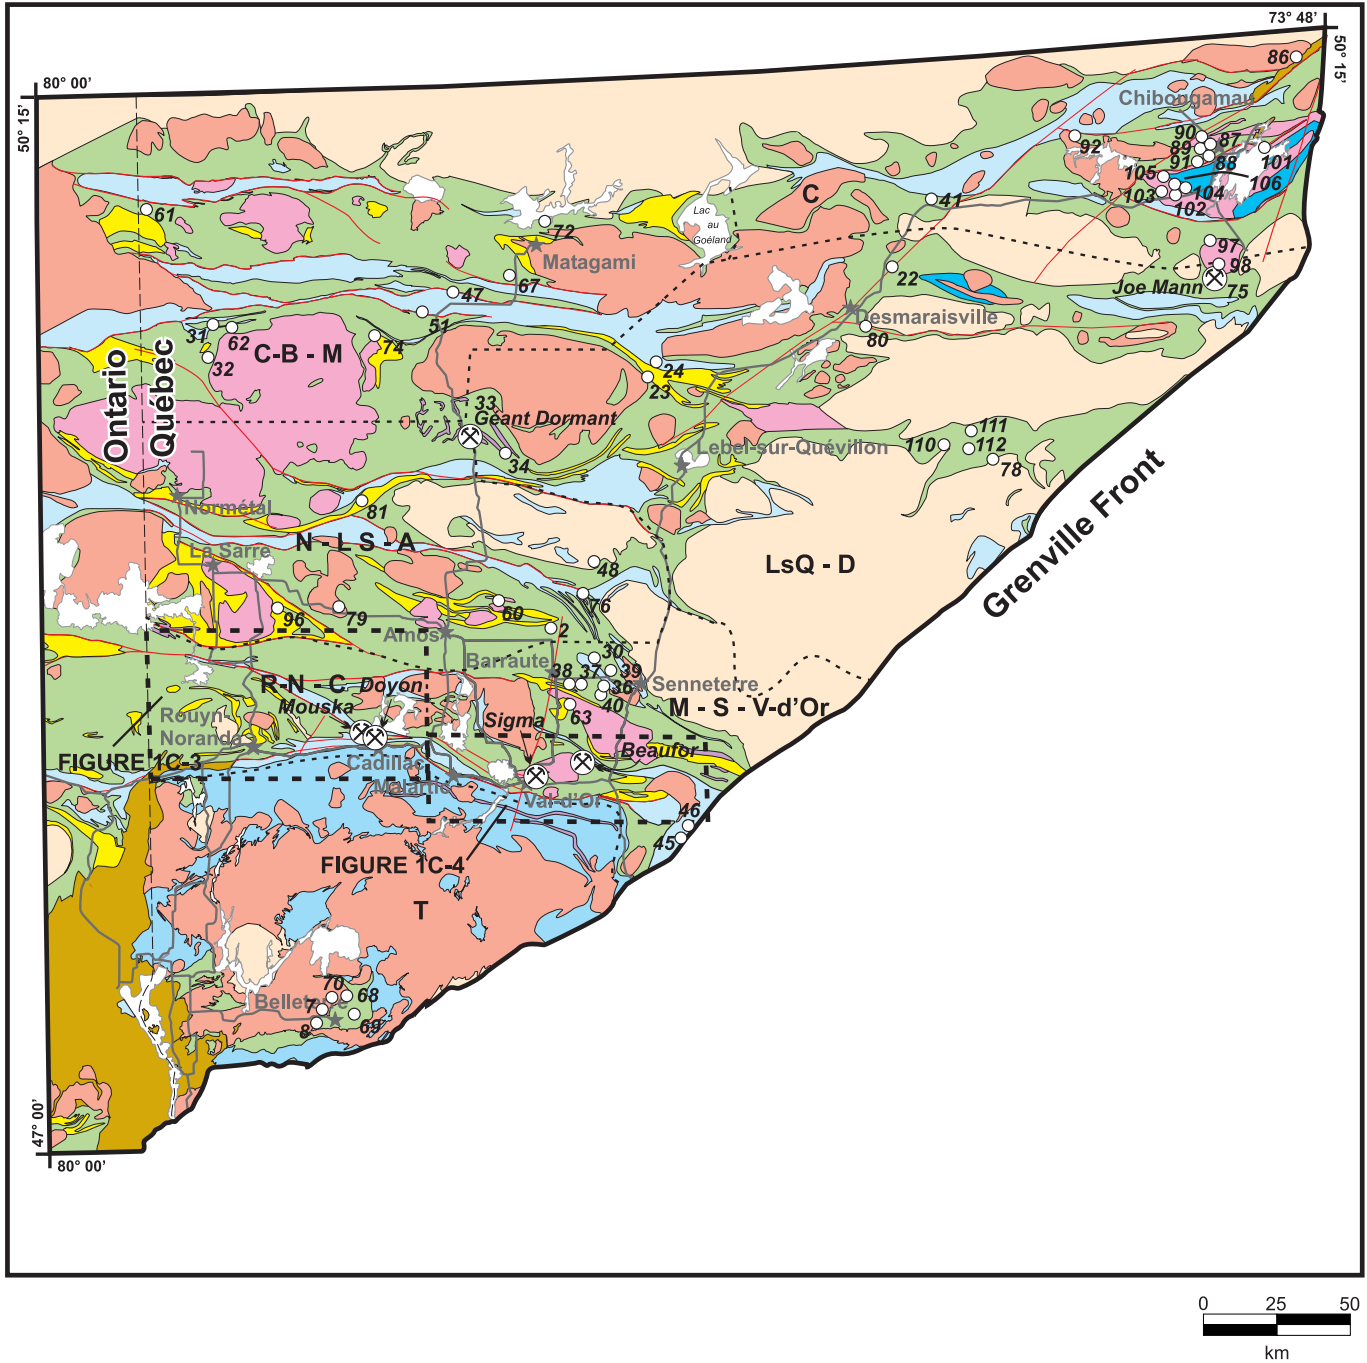 73° 48'
80° 00'
50° 15'
50° 15'
86
Chibougamau
90
87
92
89
91
88
101
105
106
103
104
102
C
41
61
Lac
au
Goéland
72
Matagami
97
98
67
22
Joe Mann
75
47
51
31
62
Desmaraisville
80
74
C-B - M
32
24
23
Ontario
Québec
33
Géant Dormant
111
110
112
Lebel-sur-Quévillon
34
78
Normétal
81
Grenville Front
N - LS - A
La Sarre
LsQ - D
48
76
60
79
96
2
Amos
30
Barraute
38
37
39
R-N - C
Doyon
36
Senneterre
Mouska
40
M - S - V-d'Or
63
Sigma
Rouyn
Noranda
Beaufor
FIGURE 1C-3
Cadillac
Malartic
Val-d'Or
46
45
FIGURE 1C-4
T
70
68
Belleterre
7
8
69
47° 00'
80° 00'
0 25 50
km